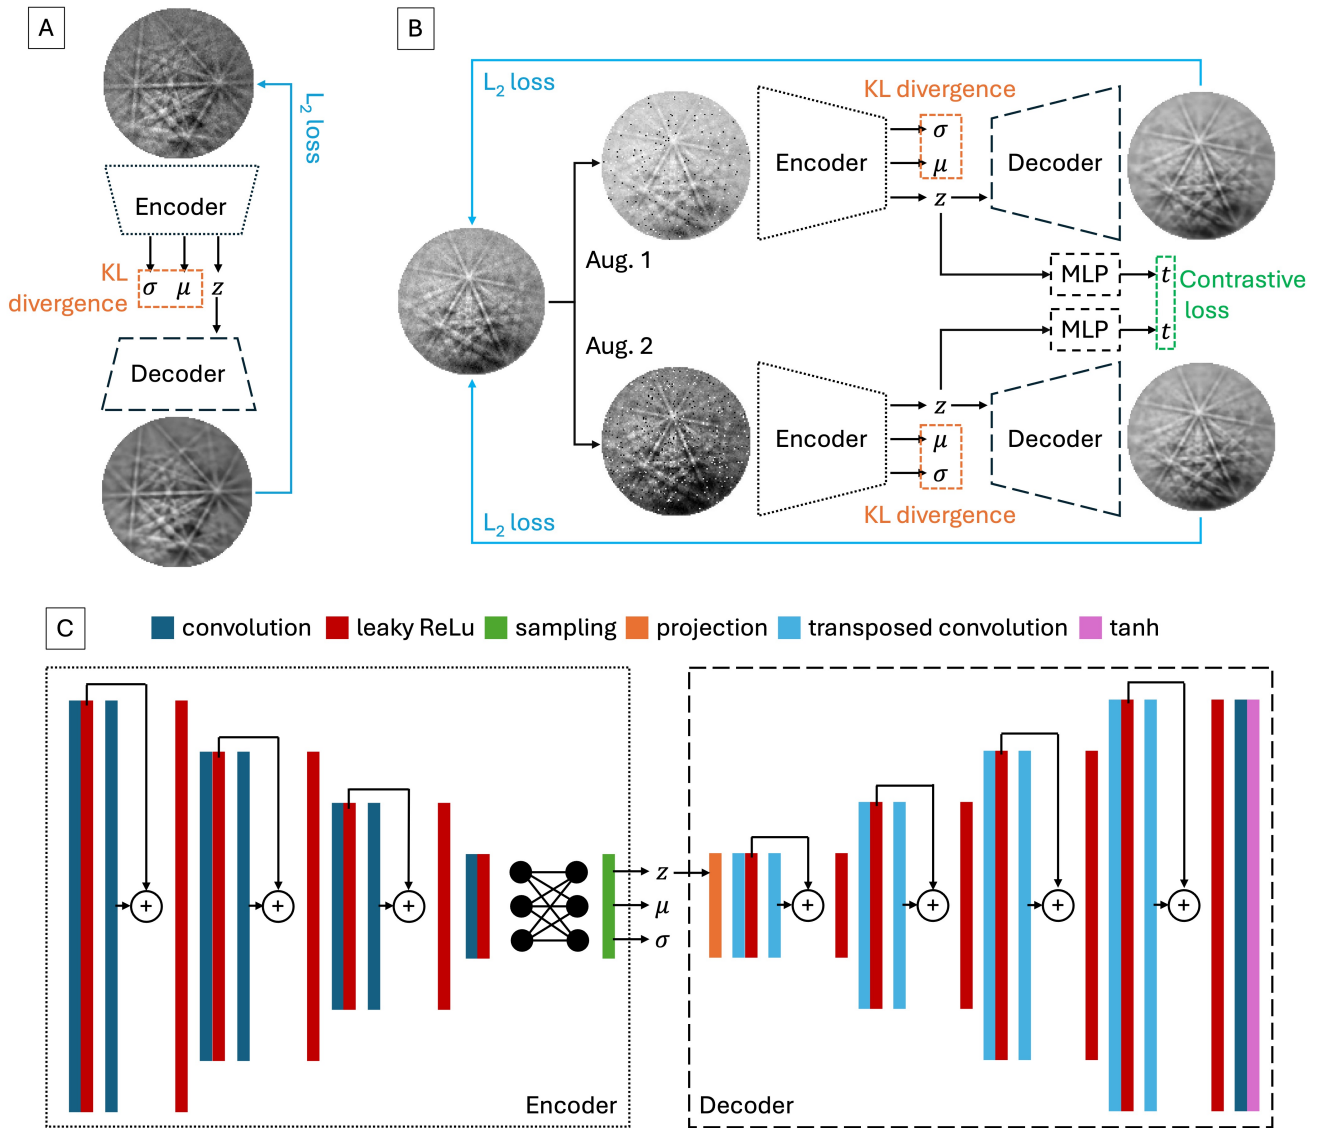 A
L2 loss
Encoder
KL
divergence
σ μ z
Decoder
B
L2 loss
KL divergence
Encoder
σ
μ
z
Decoder
Aug. 1
MLP
t
Contrastive
loss
MLP
t
Aug. 2
Encoder
z
μ
σ
Decoder
KL divergence
L2 loss
C
convolution leaky ReLu sampling projection transposed convolution tanh
+ + + + + + +
z
μ
σ
Encoder
Decoder